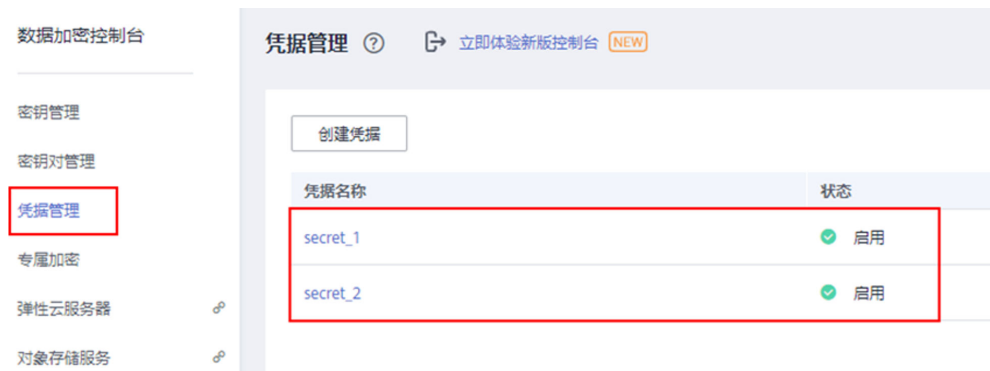 数据加密控制台
密钥管理
密钥对管理
凭据管理
专属加密
弹性云服务器
对象存储服务
凭据管理 ? 立即体验新版控制台 NEW
创建凭据
凭据名称 状态
secret_1 启用
secret_2 启用